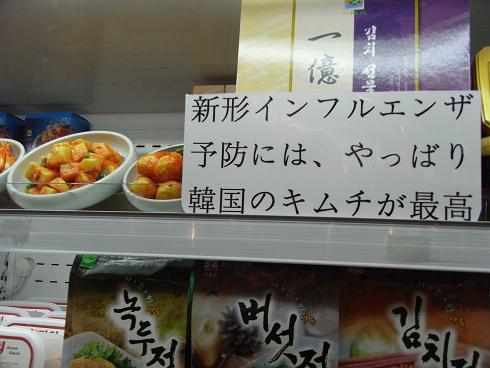 一億
김치
新形インフルエンザ
予防には、やっぱり
韓国のキムチが最高
녹두전
버섯전
김치전